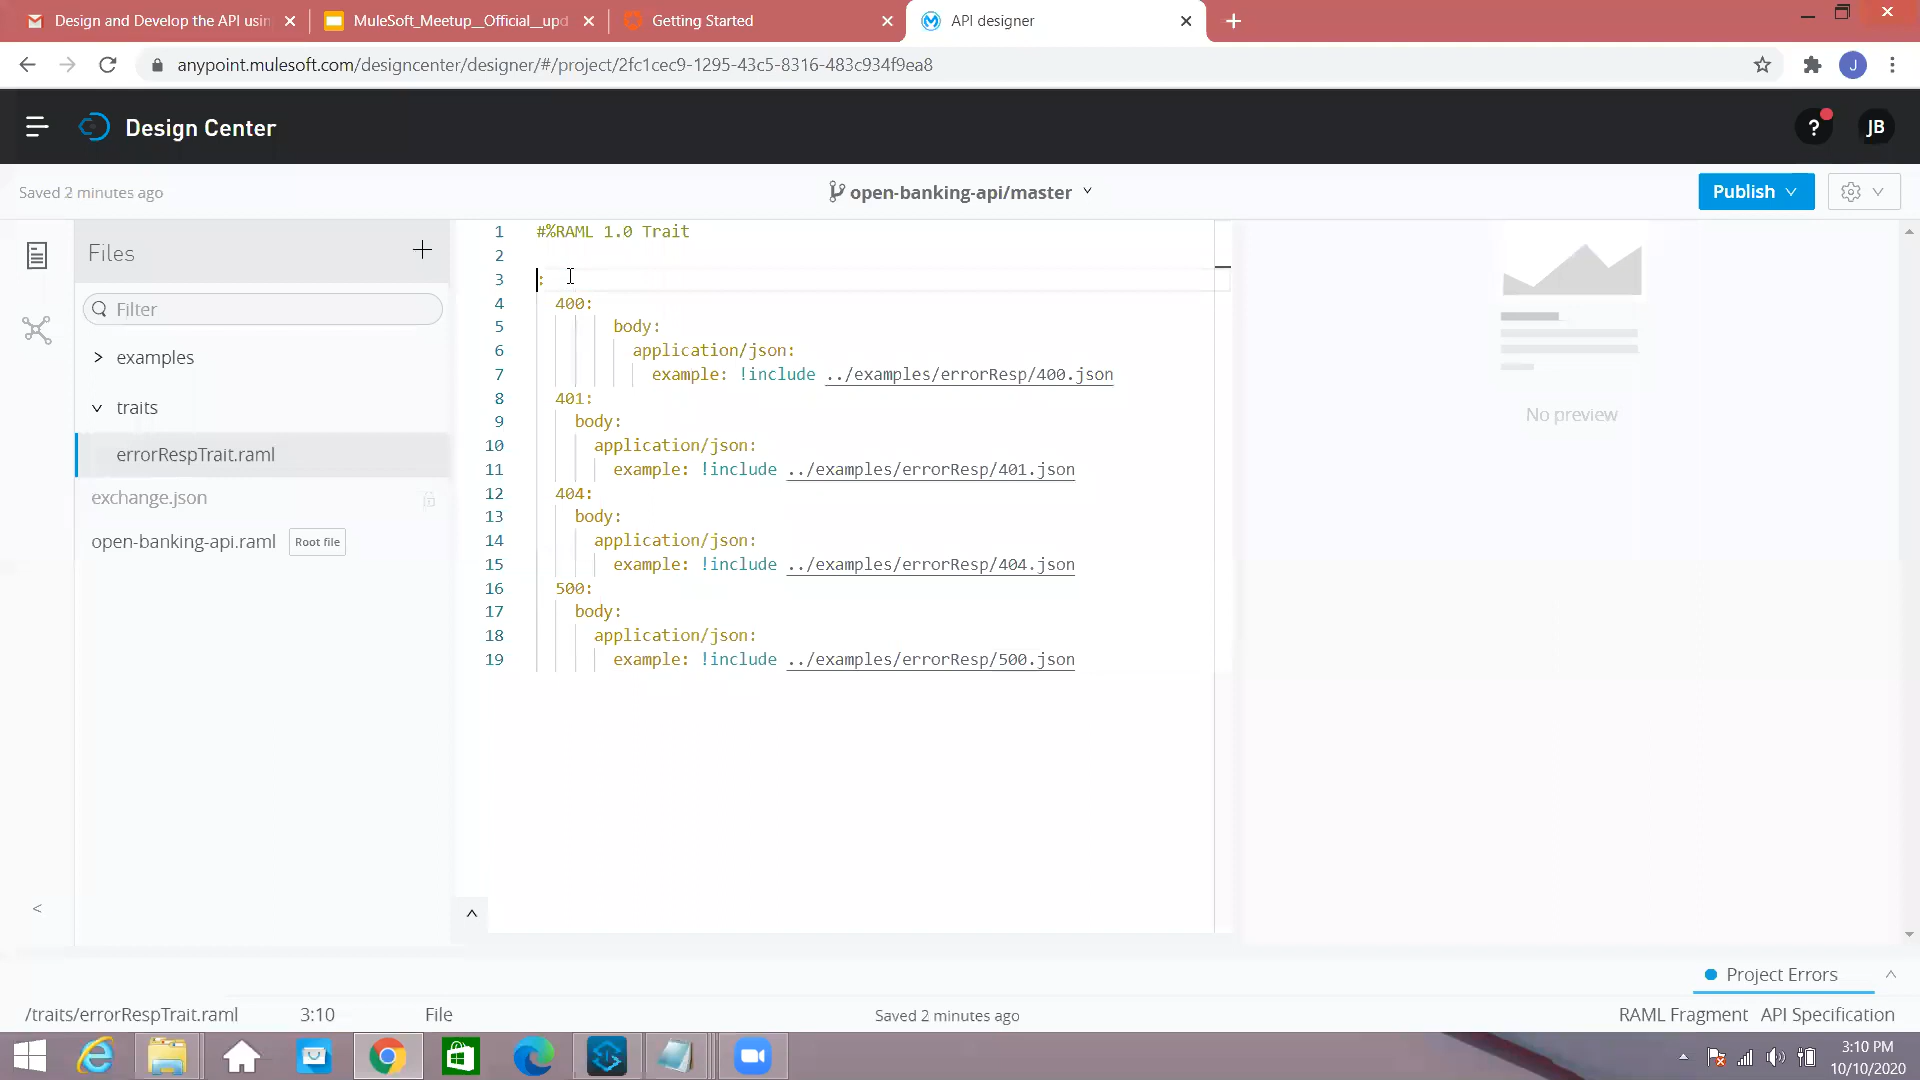 Design and Develop the API usin
MuleSoft_Meetup__Official__upd
Getting Started
API designer
anypoint.mulesoft.com/designcenter/designer/#/project/2fc1cec9-1295-43c5-8316-483c934f9ea8
J
Design Center
?
JB
Saved 2 minutes ago
open-banking-api/master
Publish
Files
Filter
examples
traits
errorRespTrait.raml
exchange.json
open-banking-api.raml
Root file
1 #%RAML 1.0 Trait
2
3 :
4 400:
5 body:
6 application/json:
7 example: !include ../examples/errorResp/400.json
8 401:
9 body:
10 application/json:
11 example: !include ../examples/errorResp/401.json
12 404:
13 body:
14 application/json:
15 example: !include ../examples/errorResp/404.json
16 500:
17 body:
18 application/json:
19 example: !include ../examples/errorResp/500.json
No preview
Project Errors
/traits/errorRespTrait.raml
3:10
File
Saved 2 minutes ago
RAML Fragment
API Specification
3:10 PM
10/10/2020